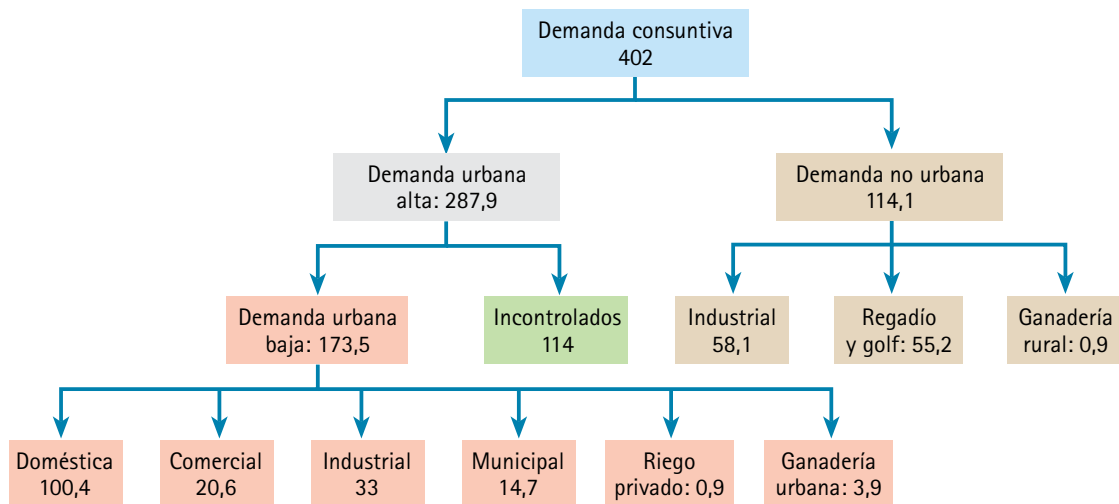 Demanda consuntiva
402
Demanda urbana
alta: 287,9
Demanda no urbana
114,1
Demanda urbana
baja: 173,5
Incontrolados
114
Industrial
58,1
Regadío
y golf: 55,2
Ganadería
rural: 0,9
Doméstica
100,4
Comercial
20,6
Industrial
33
Municipal
14,7
Riego
privado: 0,9
Ganadería
urbana: 3,9